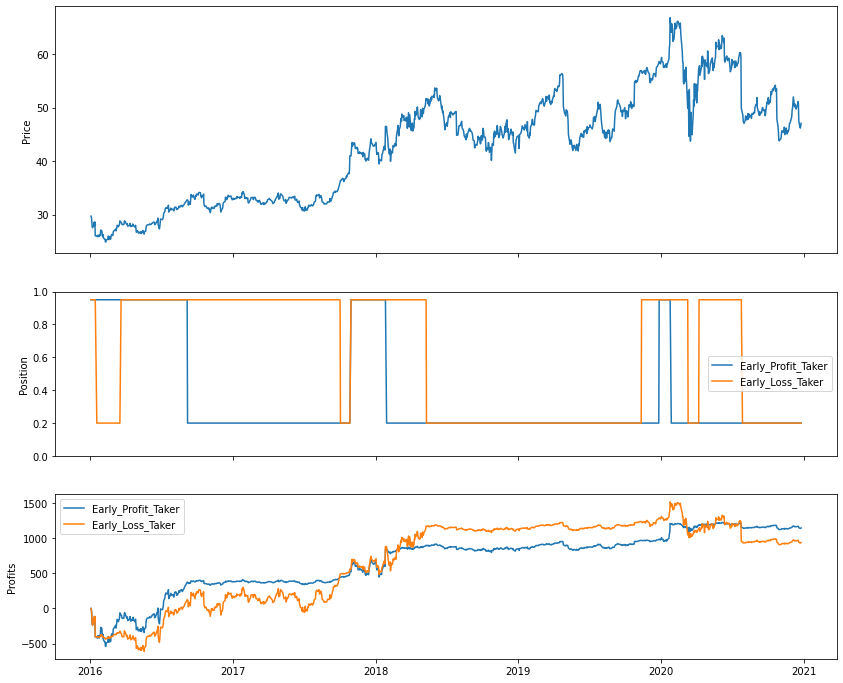 60
50
40
30
Price
1.0
0.8
0.6
0.4
0.2
0.0
Position
Early_Profit_Taker
Early_Loss_Taker
1500
1000
500
0
−500
Profits
Early_Profit_Taker
Early_Loss_Taker
2016 2017 2018 2019 2020 2021